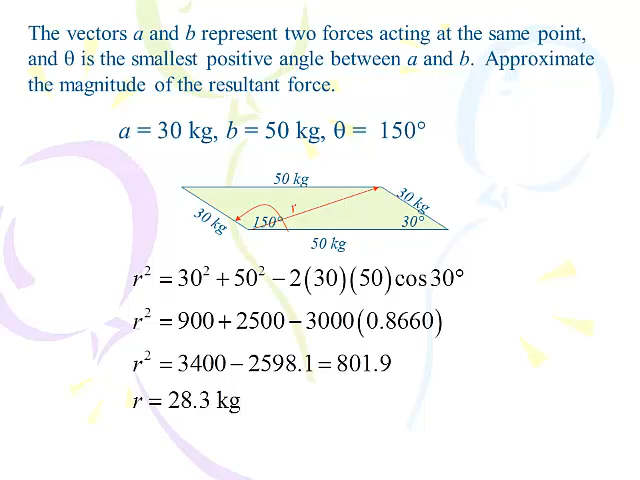 The vectors a and b represent two forces acting at the same point,
and θ is the smallest positive angle between a and b. Approximate
the magnitude of the resultant force.
a = 30 kg, b = 50 kg, θ = 150°
50 kg
30 kg
r
30 kg
150°
30°
50 kg
r² = 30² + 50² − 2(30)(50)cos30°
r² = 900 + 2500 − 3000(0.8660)
r² = 3400 − 2598.1 = 801.9
r = 28.3 kg